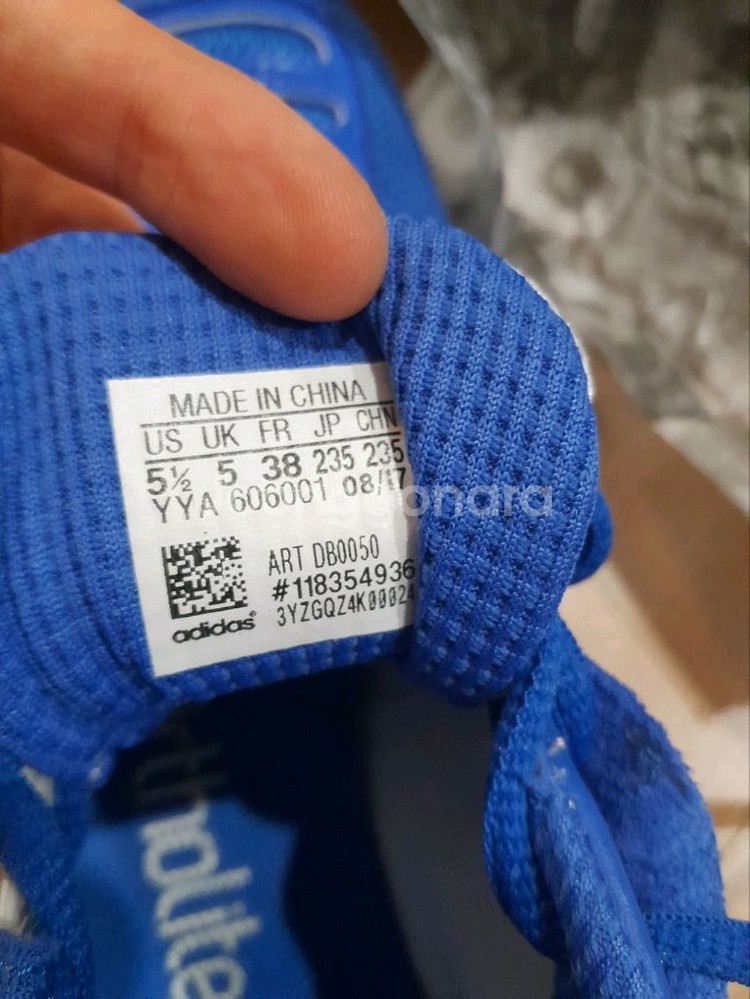 MADE IN CHINA
US UK FR JP CHN
5½ 5 38 235 235
YYA 606001 08/17
ART DB0050
#118354936
3YZGQZ4K00024
adidas